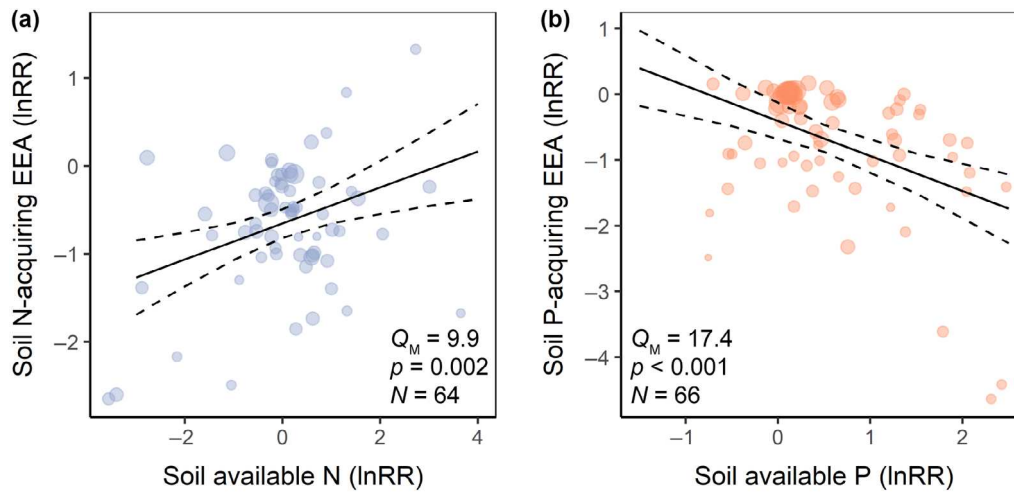 (a)
Soil N-acquiring EEA (lnRR)
1
0
−1
−2
Q_M = 9.9
p = 0.002
N = 64
−2 0 2 4
Soil available N (lnRR)
(b)
Soil P-acquiring EEA (lnRR)
1
0
−1
−2
−3
−4
Q_M = 17.4
p < 0.001
N = 66
−1 0 1 2
Soil available P (lnRR)